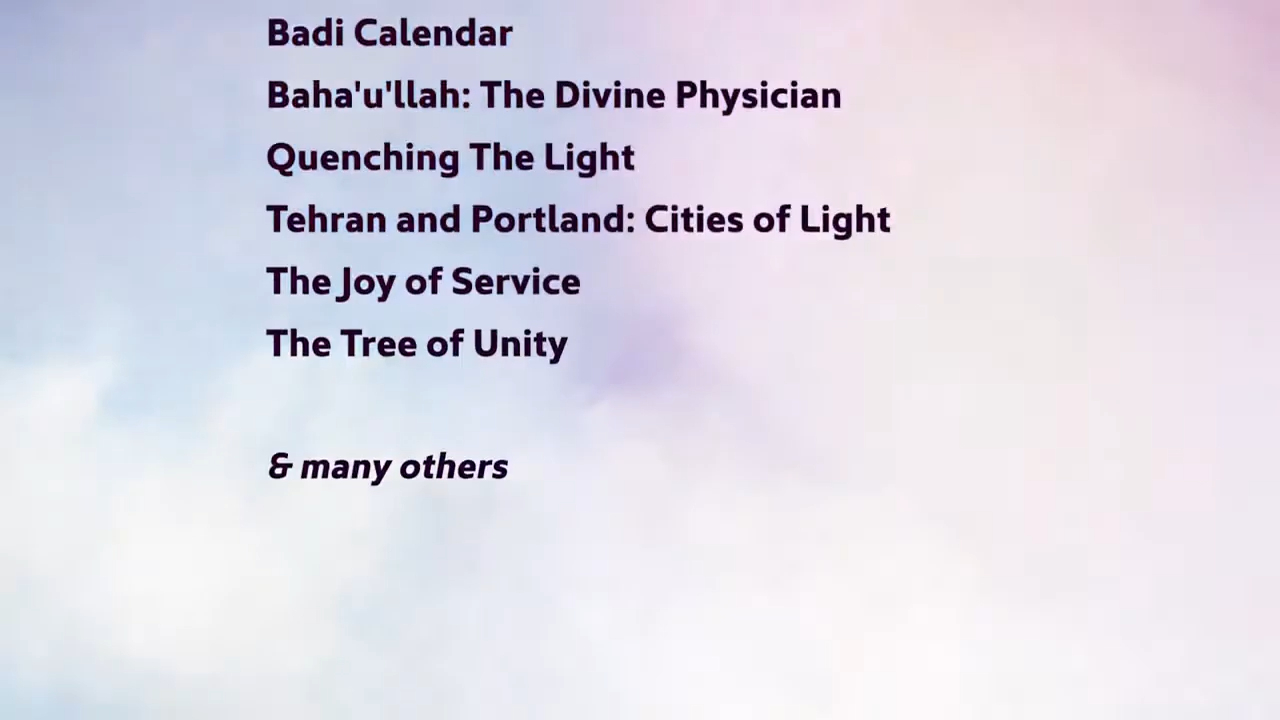 Badi Calendar
Baha'u'llah: The Divine Physician
Quenching The Light
Tehran and Portland: Cities of Light
The Joy of Service
The Tree of Unity
& many others